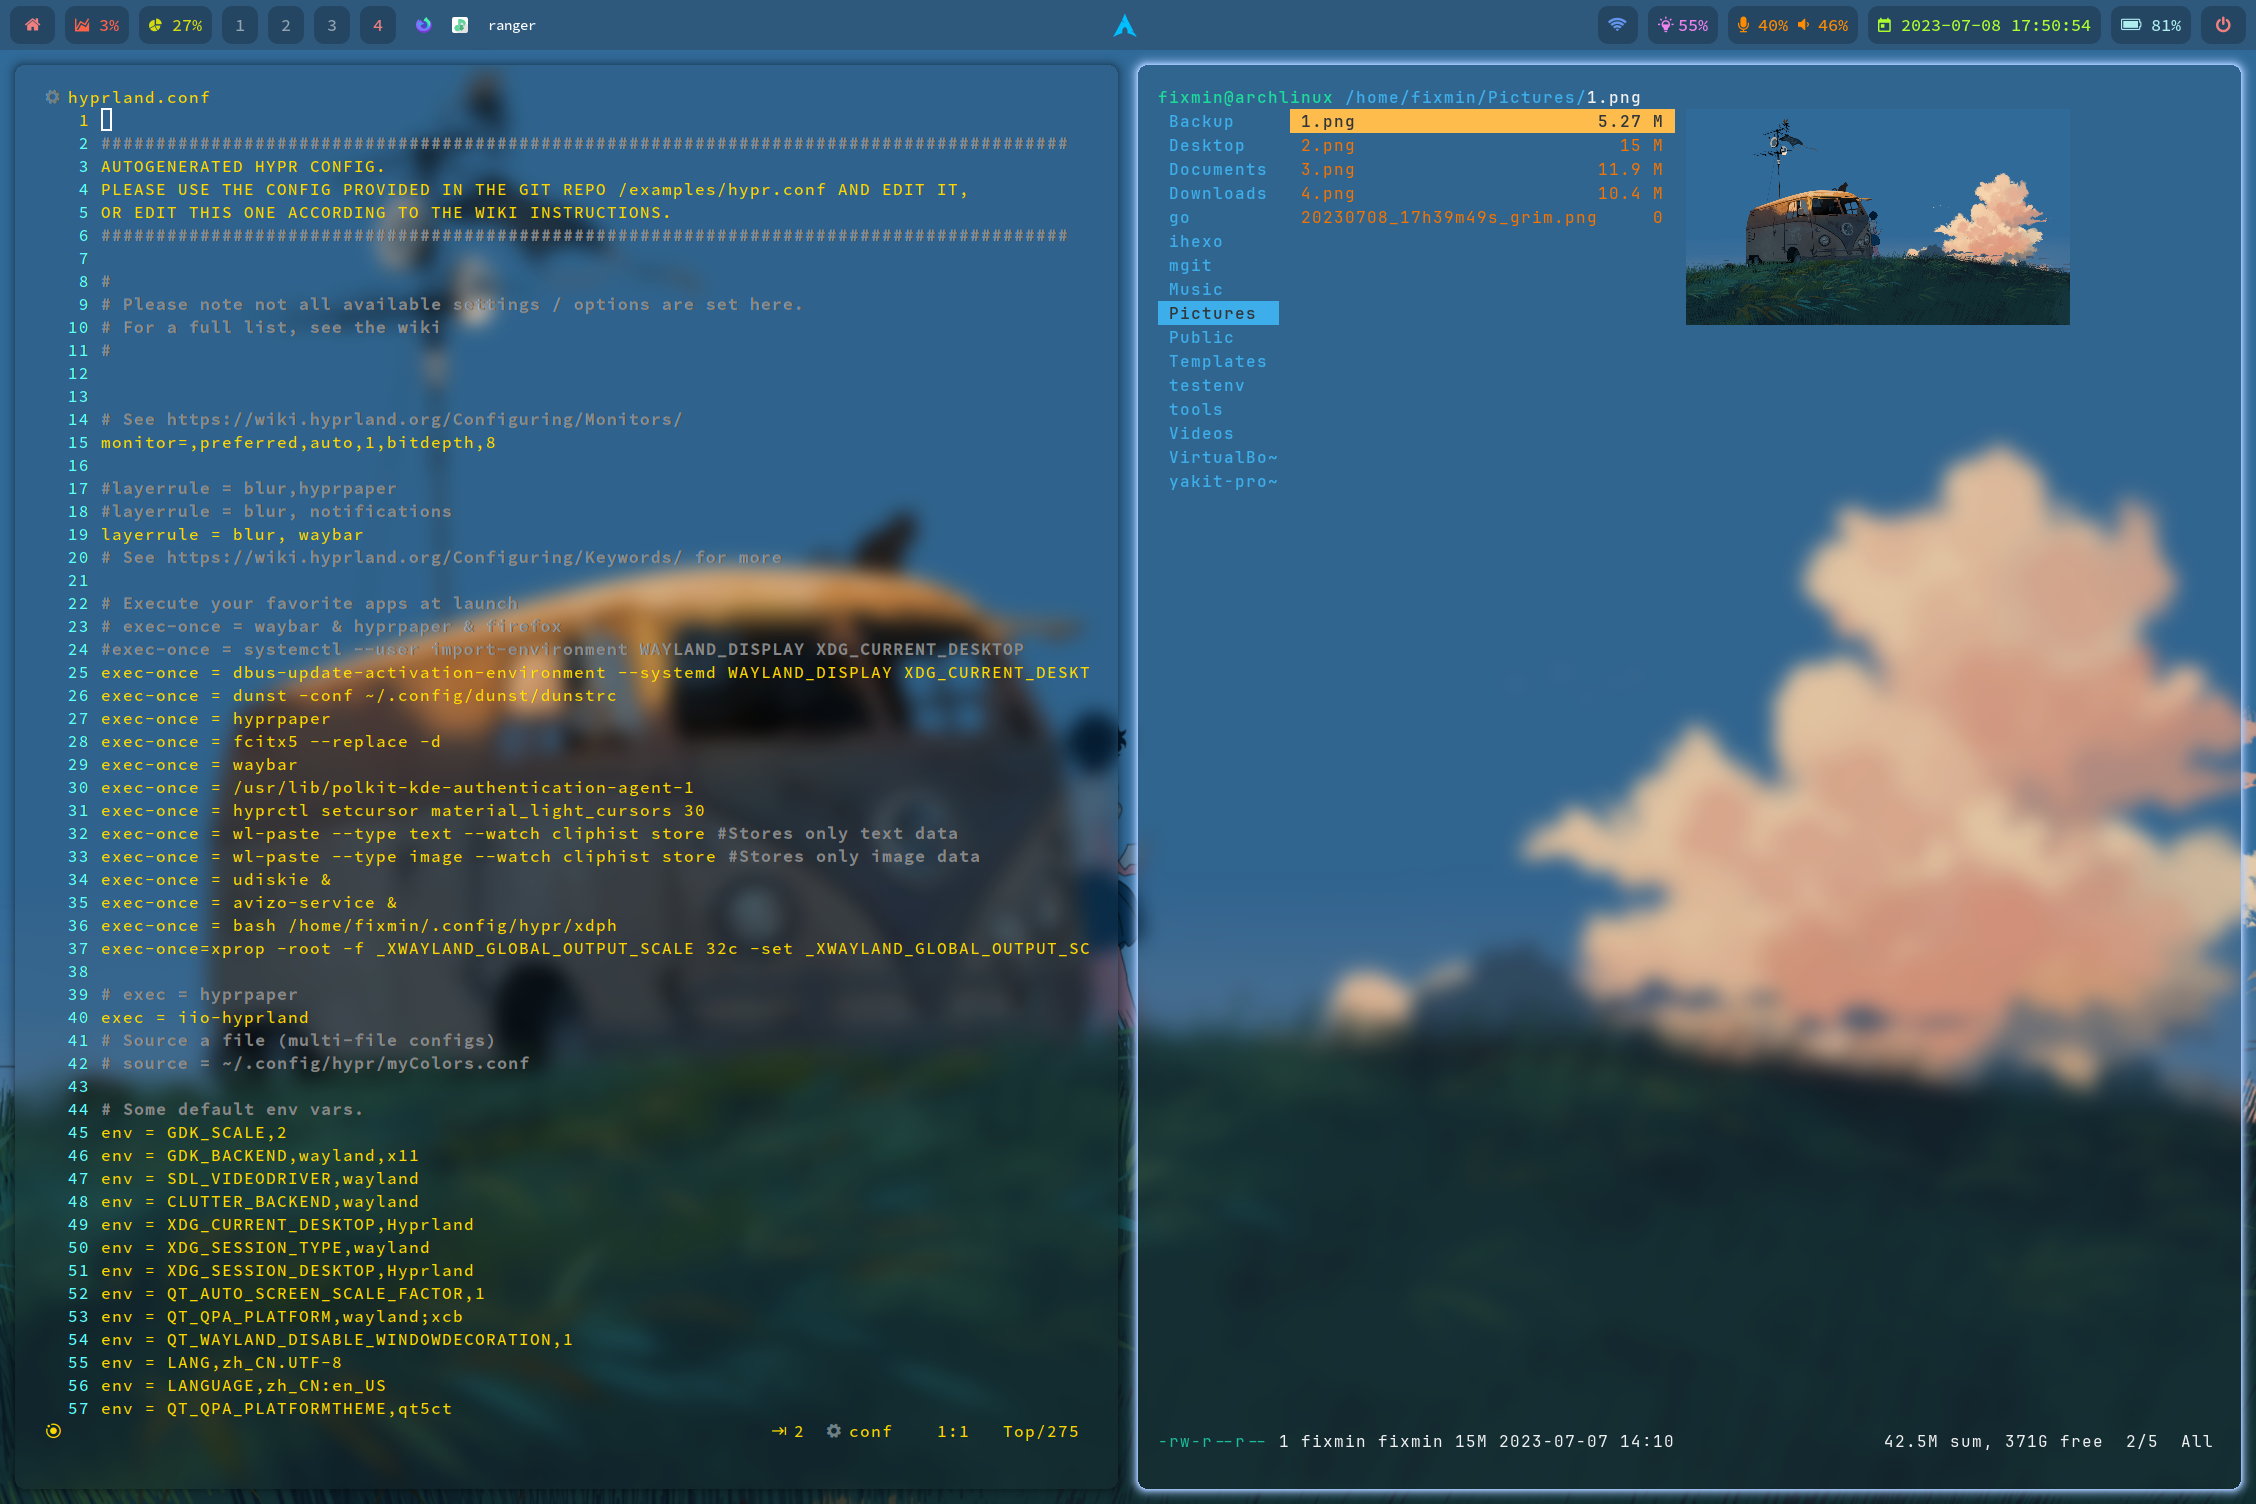 3% 27% 1 2 3 4 ranger 55% 40% 46% 2023-07-08 17:50:54 81%
hyprland.conf
1
2 ########################################################################################
3 AUTOGENERATED HYPR CONFIG.
4 PLEASE USE THE CONFIG PROVIDED IN THE GIT REPO /examples/hypr.conf AND EDIT IT,
5 OR EDIT THIS ONE ACCORDING TO THE WIKI INSTRUCTIONS.
6 ########################################################################################
7
8 #
9 # Please note not all available settings / options are set here.
10 # For a full list, see the wiki
11 #
12
13
14 # See https://wiki.hyprland.org/Configuring/Monitors/
15 monitor=,preferred,auto,1,bitdepth,8
16
17 #layerrule = blur,hyprpaper
18 #layerrule = blur, notifications
19 layerrule = blur, waybar
20 # See https://wiki.hyprland.org/Configuring/Keywords/ for more
21
22 # Execute your favorite apps at launch
23 # exec-once = waybar & hyprpaper & firefox
24 #exec-once = systemctl --user import-environment WAYLAND_DISPLAY XDG_CURRENT_DESKTOP
25 exec-once = dbus-update-activation-environment --systemd WAYLAND_DISPLAY XDG_CURRENT_DESKT
26 exec-once = dunst -conf ~/.config/dunst/dunstrc
27 exec-once = hyprpaper
28 exec-once = fcitx5 --replace -d
29 exec-once = waybar
30 exec-once = /usr/lib/polkit-kde-authentication-agent-1
31 exec-once = hyprctl setcursor material_light_cursors 30
32 exec-once = wl-paste --type text --watch cliphist store #Stores only text data
33 exec-once = wl-paste --type image --watch cliphist store #Stores only image data
34 exec-once = udiskie &
35 exec-once = avizo-service &
36 exec-once = bash /home/fixmin/.config/hypr/xdph
37 exec-once=xprop -root -f _XWAYLAND_GLOBAL_OUTPUT_SCALE 32c -set _XWAYLAND_GLOBAL_OUTPUT_SC
38
39 # exec = hyprpaper
40 exec = iio-hyprland
41 # Source a file (multi-file configs)
42 # source = ~/.config/hypr/myColors.conf
43
44 # Some default env vars.
45 env = GDK_SCALE,2
46 env = GDK_BACKEND,wayland,x11
47 env = SDL_VIDEODRIVER,wayland
48 env = CLUTTER_BACKEND,wayland
49 env = XDG_CURRENT_DESKTOP,Hyprland
50 env = XDG_SESSION_TYPE,wayland
51 env = XDG_SESSION_DESKTOP,Hyprland
52 env = QT_AUTO_SCREEN_SCALE_FACTOR,1
53 env = QT_QPA_PLATFORM,wayland;xcb
54 env = QT_WAYLAND_DISABLE_WINDOWDECORATION,1
55 env = LANG,zh_CN.UTF-8
56 env = LANGUAGE,zh_CN:en_US
57 env = QT_QPA_PLATFORMTHEME,qt5ct
2 conf 1:1 Top/275
fixmin@archlinux /home/fixmin/Pictures/1.png
Backup
Desktop
Documents
Downloads
go
ihexo
mgit
Music
Pictures
Public
Templates
testenv
tools
Videos
VirtualBo~
yakit-pro~
1.png 5.27 M
2.png 15 M
3.png 11.9 M
4.png 10.4 M
20230708_17h39m49s_grim.png 0
-rw-r--r-- 1 fixmin fixmin 15M 2023-07-07 14:10 42.5M sum, 371G free 2/5 All